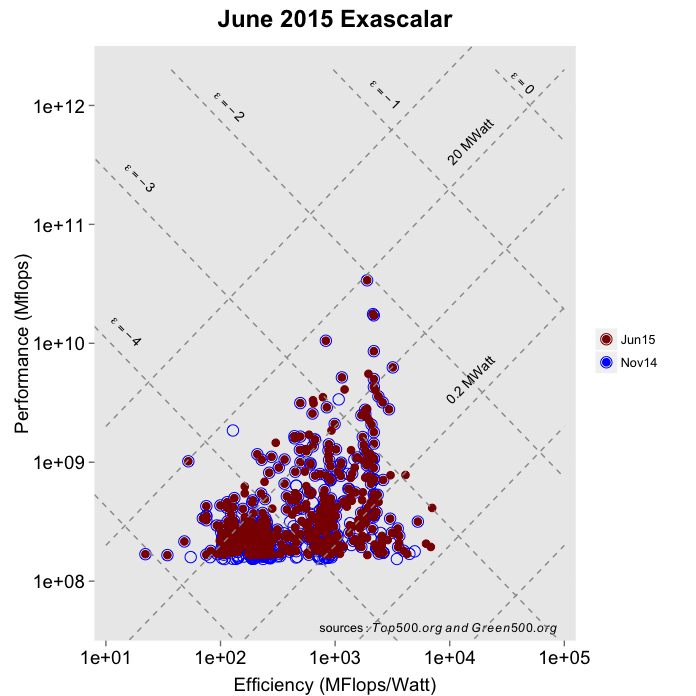 June 2015 Exascalar
1e+12
1e+11
1e+10
1e+09
1e+08
Performance (Mflops)
ε=−4
ε=−3
ε=−2
ε=−1
ε=0
20 MWatt
0.2 MWatt
Jun15
Nov14
sources: Top500.org and Green500.org
1e+01
1e+02
1e+03
1e+04
1e+05
Efficiency (MFlops/Watt)